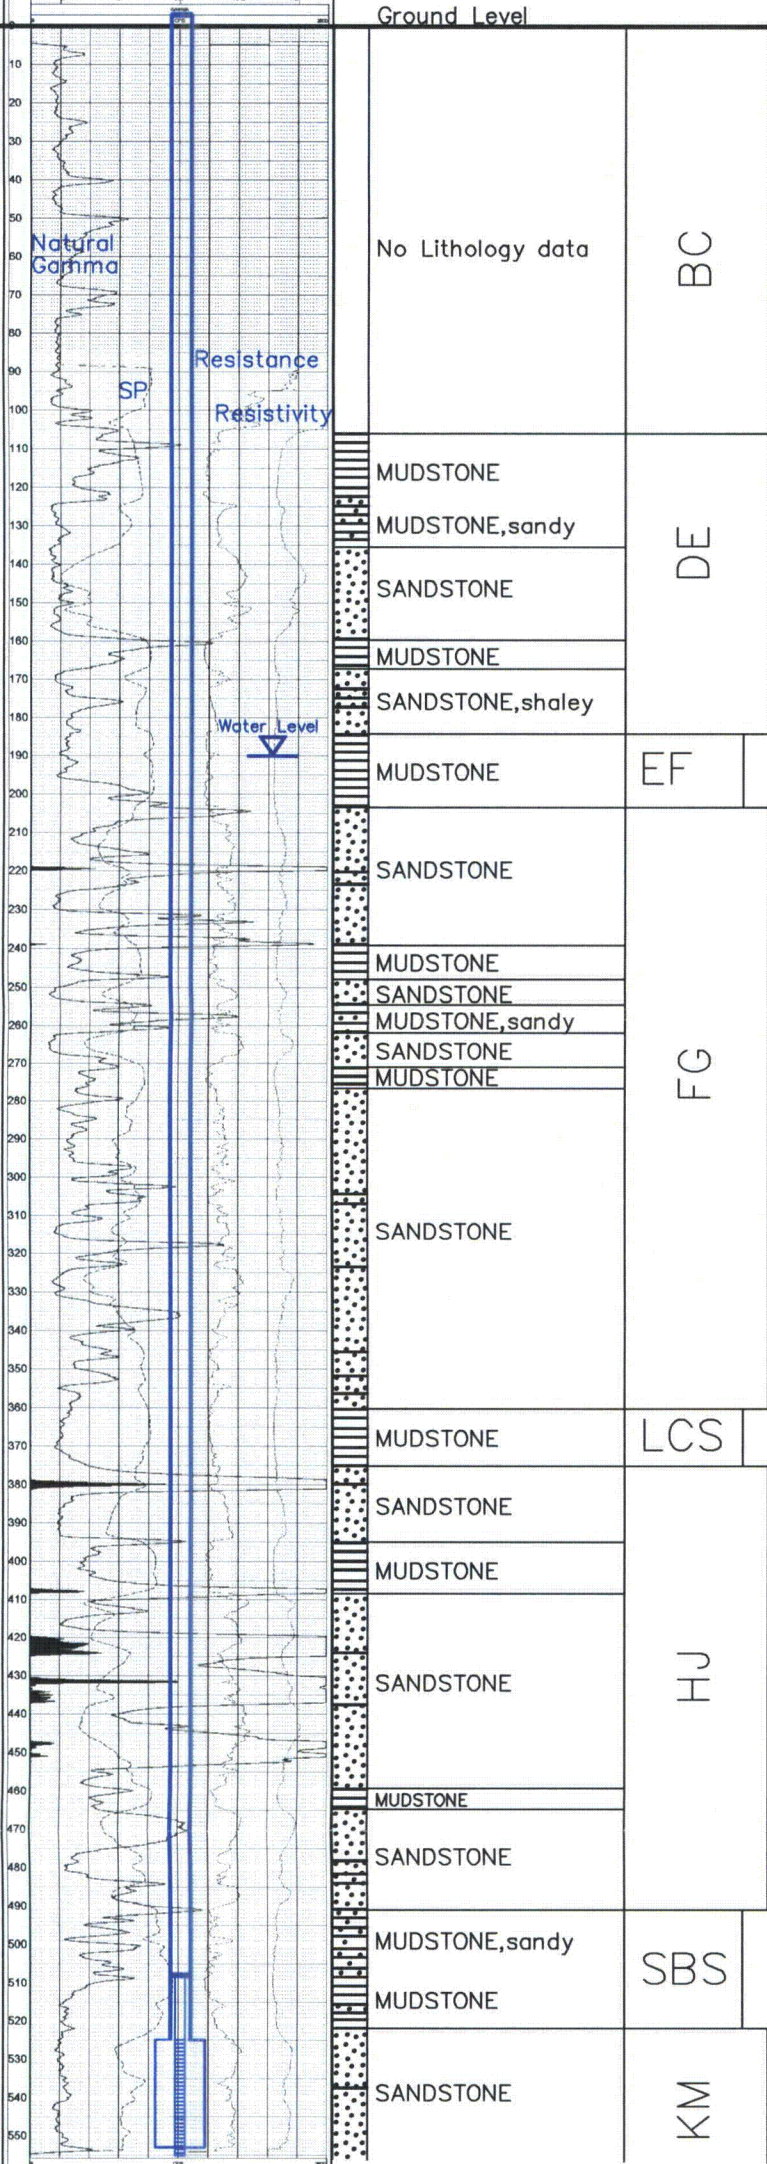 Ground Level
0
10
20
30
40
50
Natural
Gamma
60
No Lithology data
BC
70
80
90
Resistance
SP
100
Resistivity
110
MUDSTONE
120
130
MUDSTONE,sandy
DE
140
150
SANDSTONE
160
MUDSTONE
170
SANDSTONE,shaley
180
Water Level
190
MUDSTONE
EF
200
210
220
SANDSTONE
230
240
MUDSTONE
250
SANDSTONE
260
MUDSTONE,sandy
SANDSTONE
270
MUDSTONE
FG
280
290
300
310
SANDSTONE
320
330
340
350
360
370
MUDSTONE
LCS
380
SANDSTONE
390
400
MUDSTONE
410
420
430
SANDSTONE
HJ
440
450
460
MUDSTONE
470
SANDSTONE
480
490
500
MUDSTONE,sandy
SBS
510
MUDSTONE
520
530
SANDSTONE
540
KM
550